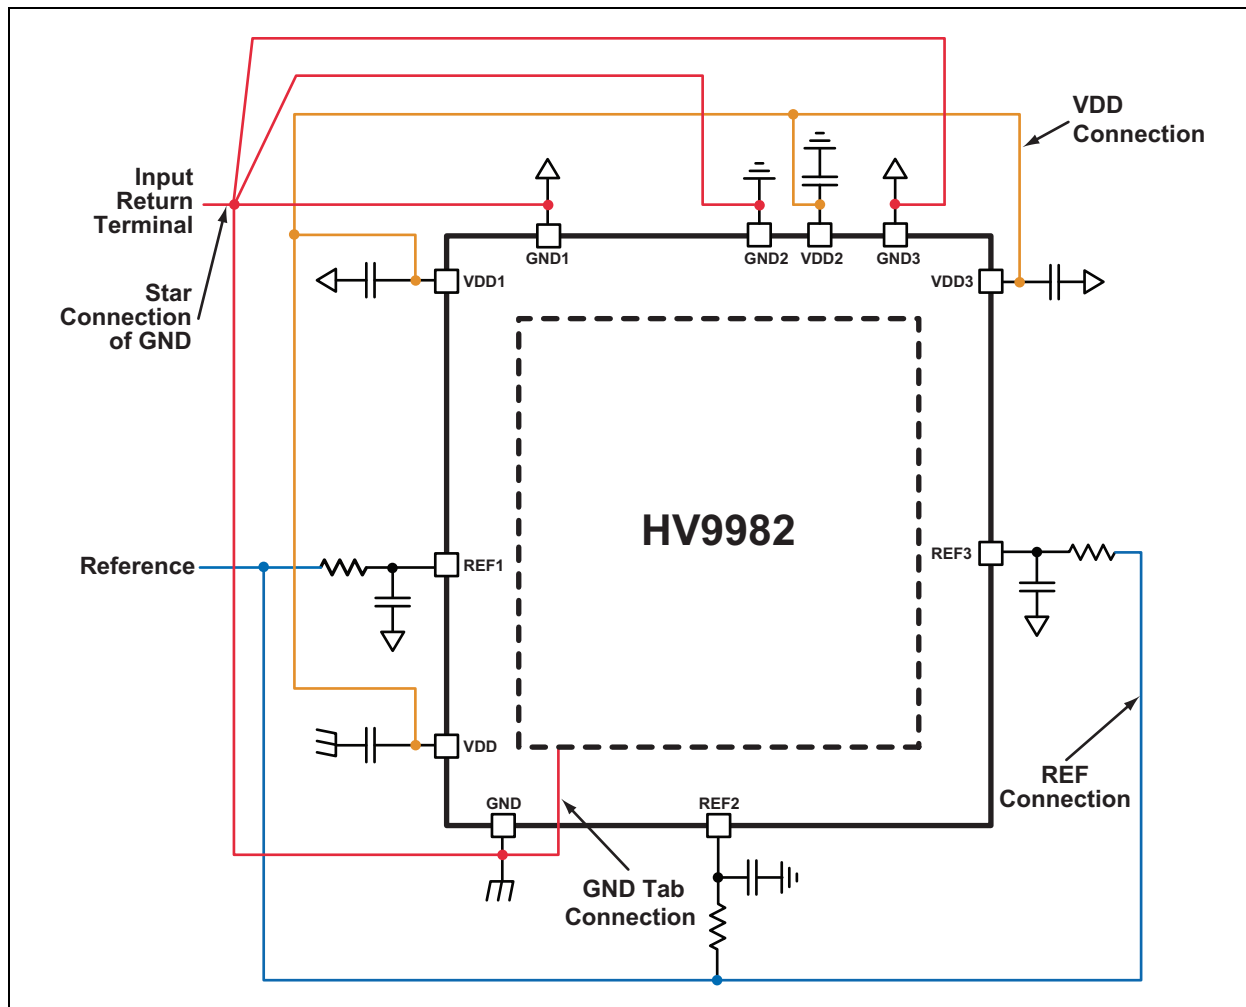 VDD
Connection
Input
Return
Terminal
GND1
GND2
VDD2
GND3
VDD1
VDD3
Star
Connection
of GND
HV9982
Reference
REF1
REF3
VDD
REF
Connection
GND
REF2
GND Tab
Connection